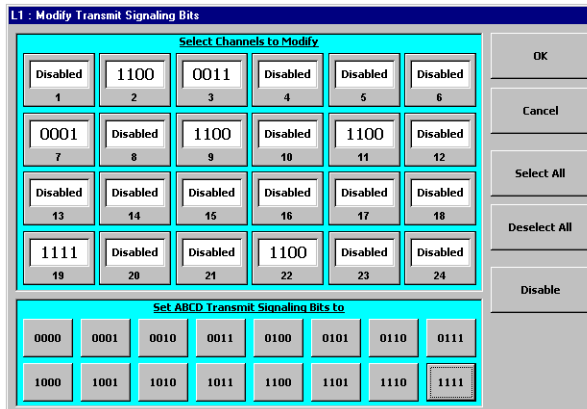 L1 : Modify Transmit Signaling Bits
Select Channels to Modify
Disabled 1100 0011 Disabled Disabled Disabled
1 2 3 4 5 6
0001 Disabled 1100 Disabled 1100 Disabled
7 8 9 10 11 12
Disabled Disabled Disabled Disabled Disabled Disabled
13 14 15 16 17 18
1111 Disabled Disabled 1100 Disabled Disabled
19 20 21 22 23 24
OK
Cancel
Select All
Deselect All
Disable
Set ABCD Transmit Signaling Bits to
0000 0001 0010 0011 0100 0101 0110 0111
1000 1001 1010 1011 1100 1101 1110 1111